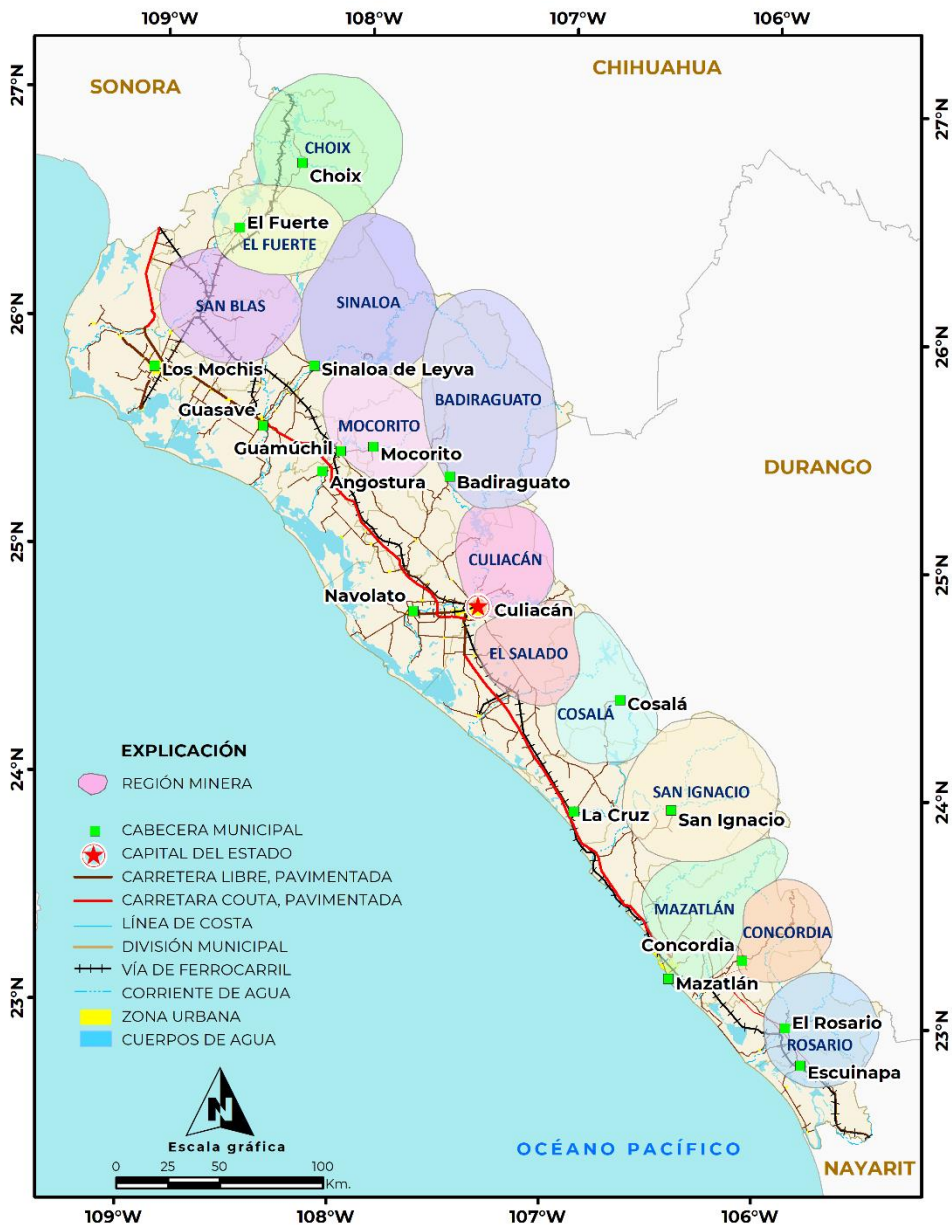 109°W
108°W
107°W
106°W
27°N
26°N
25°N
24°N
23°N
27°N
26°N
25°N
24°N
23°N
SONORA
CHIHUAHUA
CHOIX
Choix
El Fuerte
EL FUERTE
SAN BLAS
SINALOA
Los Mochis
Sinaloa de Leyva
BADIRAGUATO
Guasave
MOCORITO
Guamúchil
Mocorito
DURANGO
Angostura
Badiraguato
CULIACÁN
Navolato
Culiacán
EL SALADO
COSALÁ
Cosalá
SAN IGNACIO
La Cruz
San Ignacio
MAZATLÁN
Concordia
CONCORDIA
Mazatlán
El Rosario
ROSARIO
Escuinapa
EXPLICACIÓN
REGIÓN MINERA
CABECERA MUNICIPAL
CAPITAL DEL ESTADO
CARRETERA LIBRE, PAVIMENTADA
CARRETARA COUTA, PAVIMENTADA
LÍNEA DE COSTA
DIVISIÓN MUNICIPAL
VÍA DE FERROCARRIL
CORRIENTE DE AGUA
ZONA URBANA
CUERPOS DE AGUA
N
Escala gráfica
0 25 50 100
Km.
OCÉANO PACÍFICO
NAYARIT
109°W
108°W
107°W
106°W